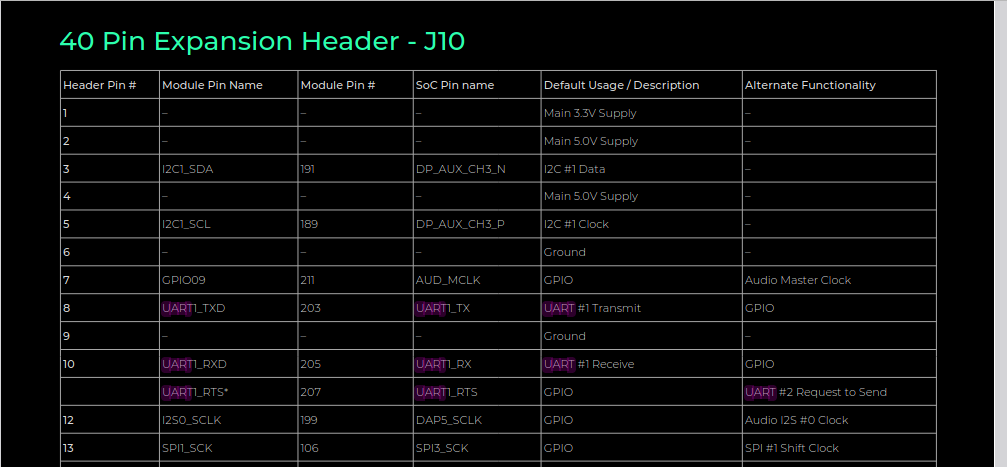 40 Pin Expansion Header - J10
Header Pin # Module Pin Name Module Pin # SoC Pin name Default Usage / Description Alternate Functionality
1 – – – Main 3.3V Supply –
2 – – – Main 5.0V Supply –
3 I2C1_SDA 191 DP_AUX_CH3_N I2C #1 Data –
4 – – – Main 5.0V Supply –
5 I2C1_SCL 189 DP_AUX_CH3_P I2C #1 Clock –
6 – – – Ground –
7 GPIO09 211 AUD_MCLK GPIO Audio Master Clock
8 UART1_TXD 203 UART1_TX UART #1 Transmit GPIO
9 – – – Ground –
10 UART1_RXD 205 UART1_RX UART #1 Receive GPIO
UART1_RTS* 207 UART1_RTS GPIO UART #2 Request to Send
12 I2S0_SCLK 199 DAP5_SCLK GPIO Audio I2S #0 Clock
13 SPI1_SCK 106 SPI3_SCK GPIO SPI #1 Shift Clock